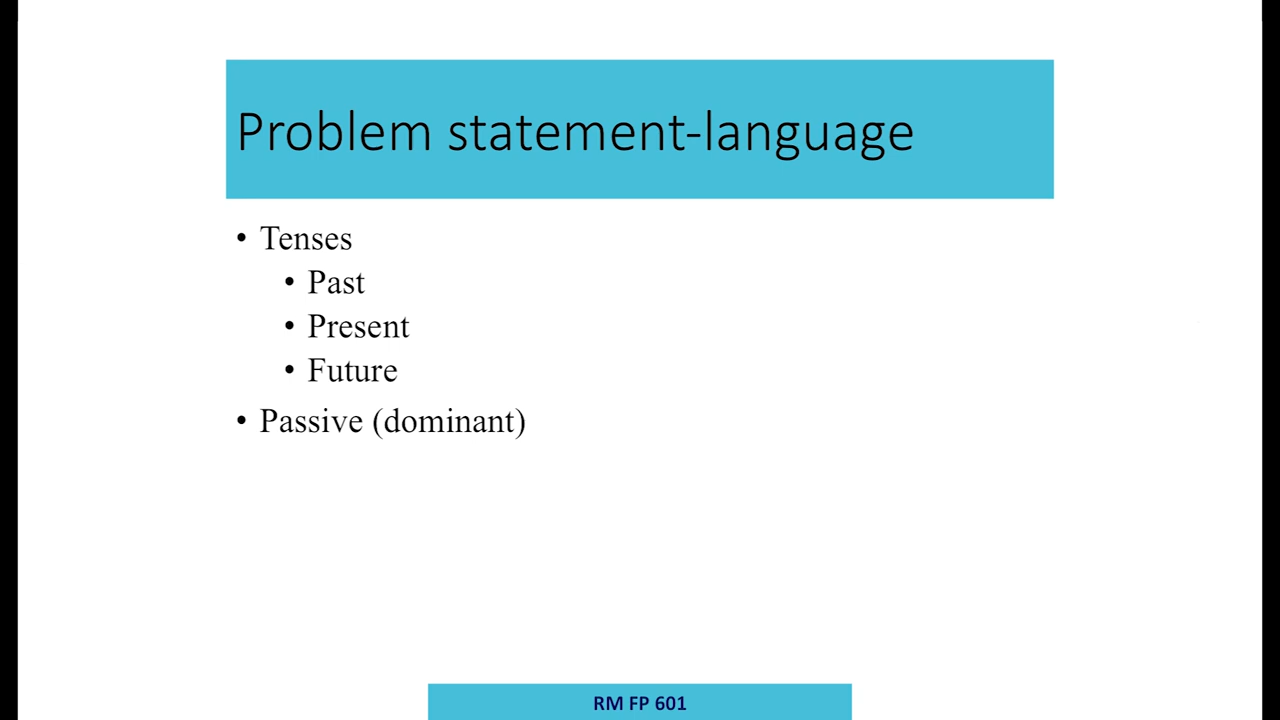 Problem statement-language
• Tenses
• Past
• Present
• Future
• Passive (dominant)
RM FP 601